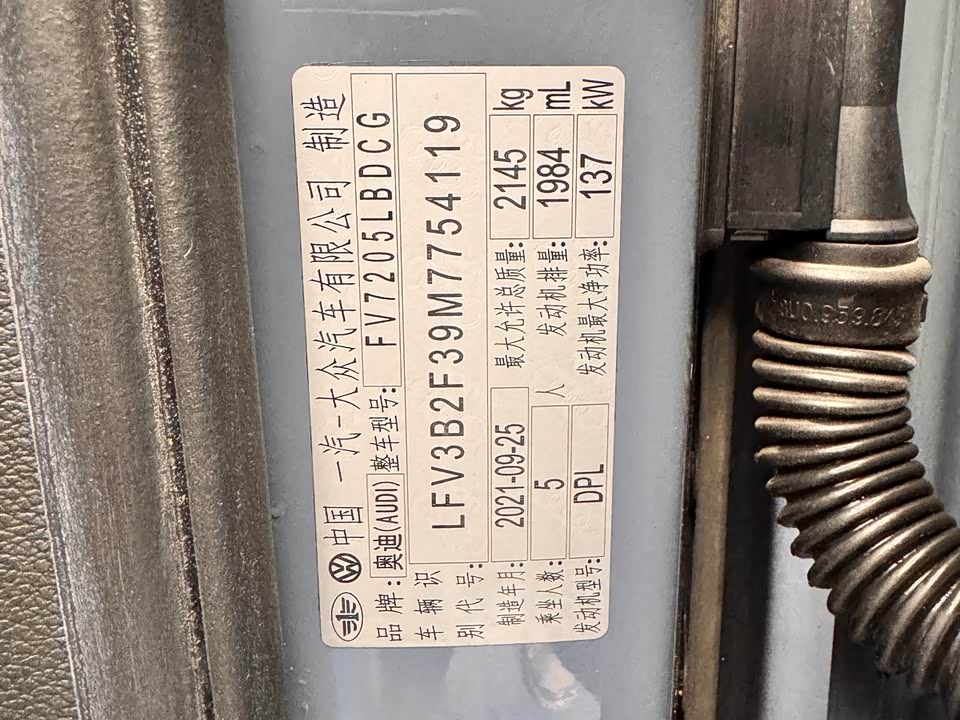 中国 一汽-大众汽车有限公司 制造
品牌: 奥迪(AUDI) 整车型号: FV7205LBDCG
车辆识别代号: LFV3B2F39M7754119
制造年月: 2021-09-25 最大允许总质量: 2145 kg
乘坐人数: 5 人 发动机排量: 1984 mL
发动机型号: DPL 发动机最大净功率: 137 kW